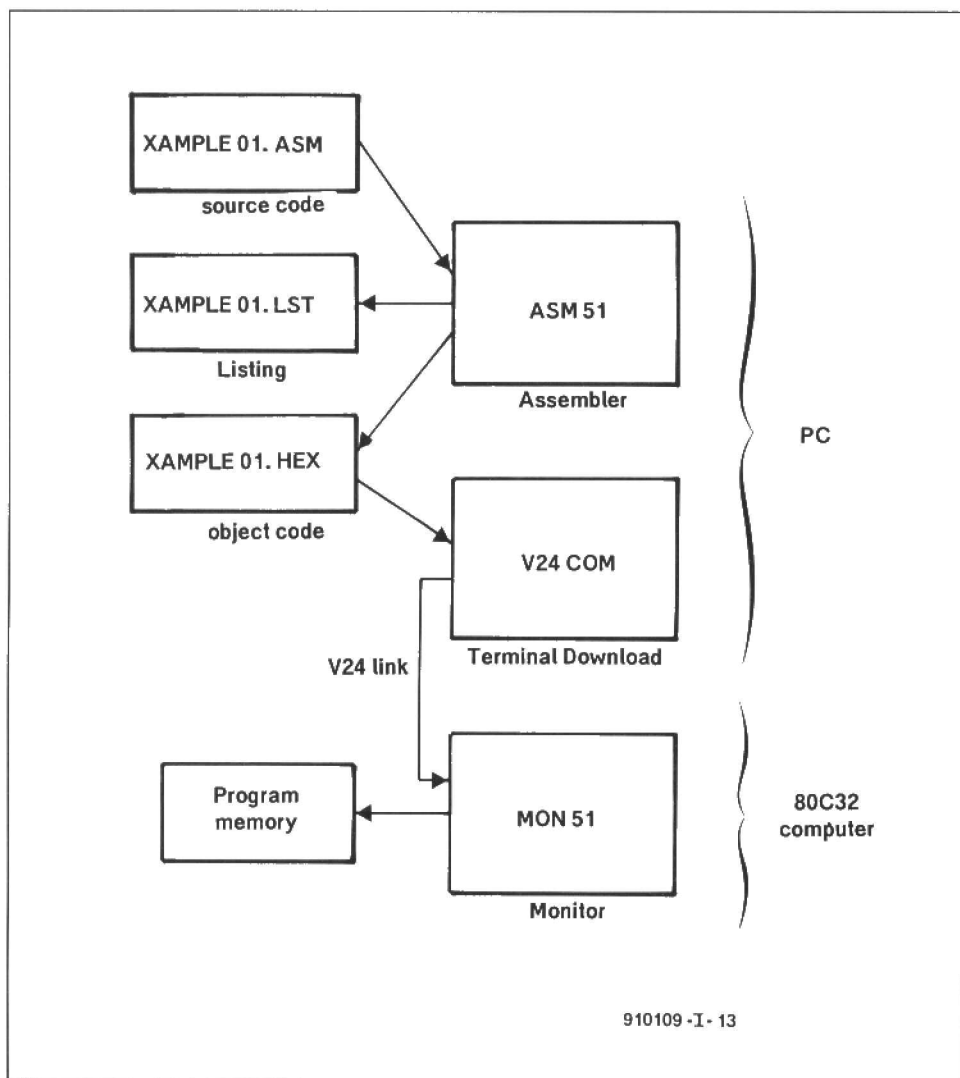 XAMPLE 01. ASM
source code
XAMPLE 01. LST
Listing
XAMPLE 01. HEX
object code
ASM 51
Assembler
V24 COM
Terminal Download
PC
V24 link
Program
memory
MON 51
Monitor
80C32
computer
910109 - I - 13